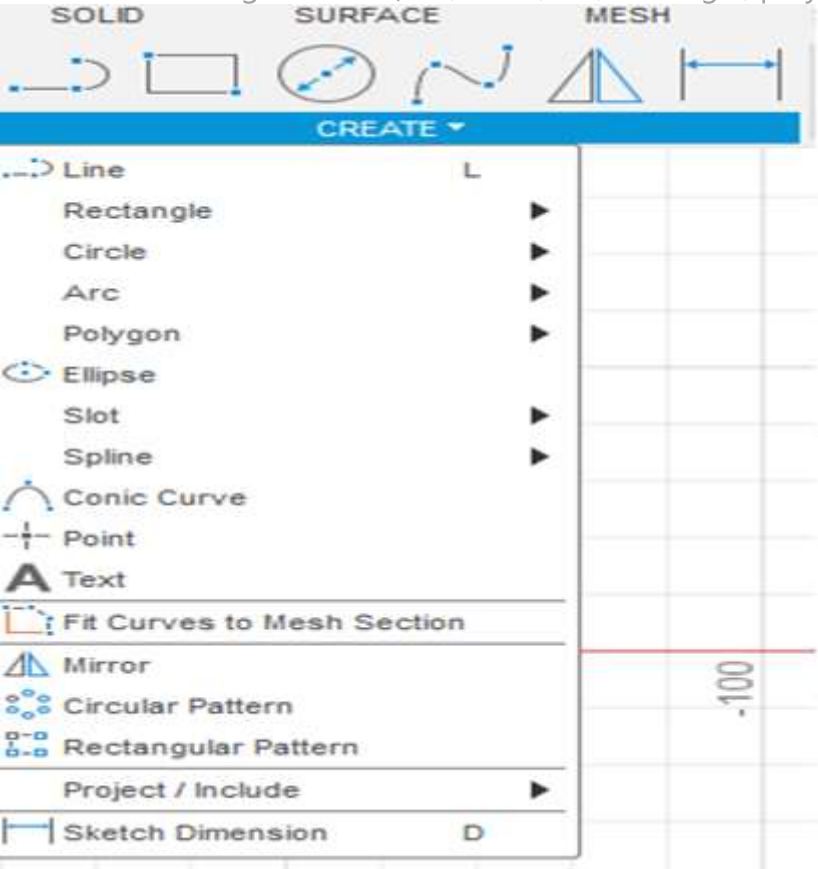 SOLID SURFACE MESH
CREATE
Line L
Rectangle
Circle
Arc
Polygon
Ellipse
Slot
Spline
Conic Curve
Point
A Text
Fit Curves to Mesh Section
Mirror
Circular Pattern
Rectangular Pattern
Project / Include
Sketch Dimension D
-100